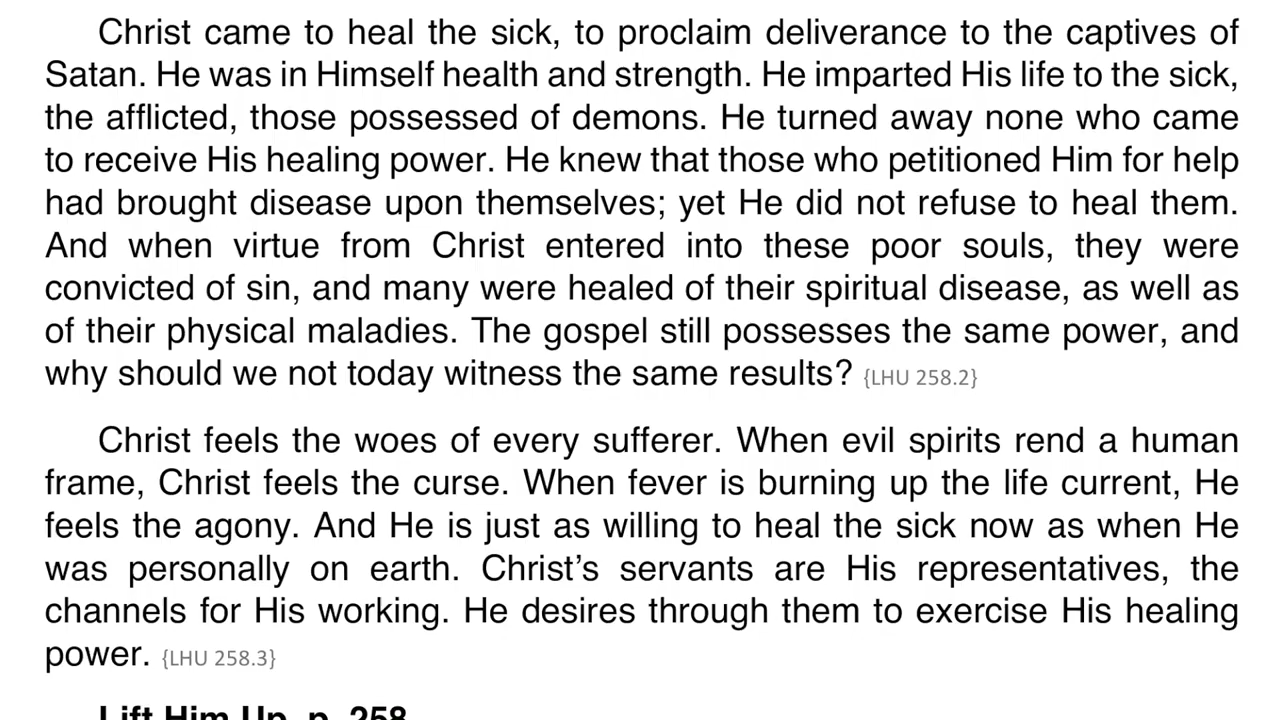 Christ came to heal the sick, to proclaim deliverance to the captives of
Satan. He was in Himself health and strength. He imparted His life to the sick,
the afflicted, those possessed of demons. He turned away none who came
to receive His healing power. He knew that those who petitioned Him for help
had brought disease upon themselves; yet He did not refuse to heal them.
And when virtue from Christ entered into these poor souls, they were
convicted of sin, and many were healed of their spiritual disease, as well as
of their physical maladies. The gospel still possesses the same power, and
why should we not today witness the same results? {LHU 258.2}
Christ feels the woes of every sufferer. When evil spirits rend a human
frame, Christ feels the curse. When fever is burning up the life current, He
feels the agony. And He is just as willing to heal the sick now as when He
was personally on earth. Christ’s servants are His representatives, the
channels for His working. He desires through them to exercise His healing
power. {LHU 258.3}
Lift Him Up, p. 258